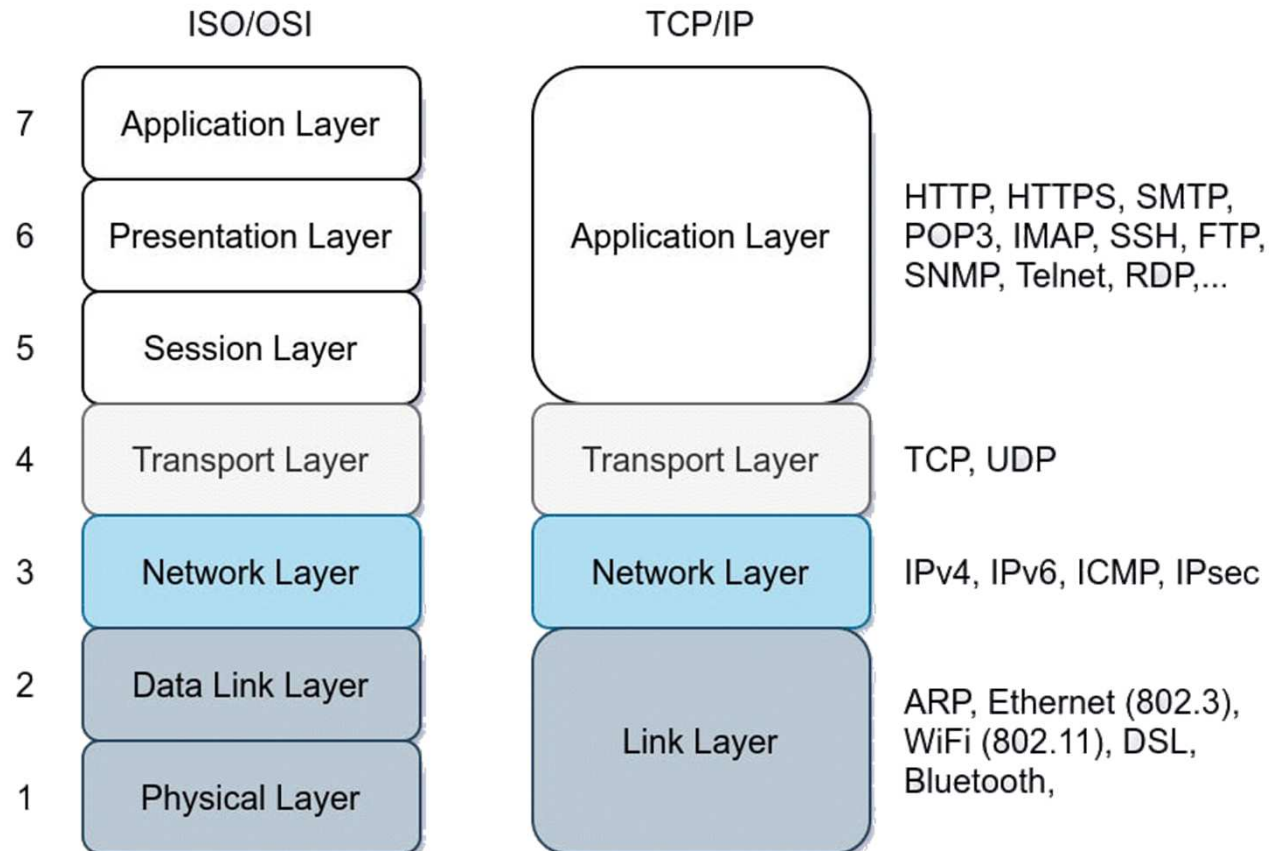 ISO/OSI
TCP/IP
7
Application Layer
6
Presentation Layer
5
Session Layer
Application Layer
HTTP, HTTPS, SMTP,
POP3, IMAP, SSH, FTP,
SNMP, Telnet, RDP,...
4
Transport Layer
Transport Layer
TCP, UDP
3
Network Layer
Network Layer
IPv4, IPv6, ICMP, IPsec
2
Data Link Layer
1
Physical Layer
Link Layer
ARP, Ethernet (802.3),
WiFi (802.11), DSL,
Bluetooth,